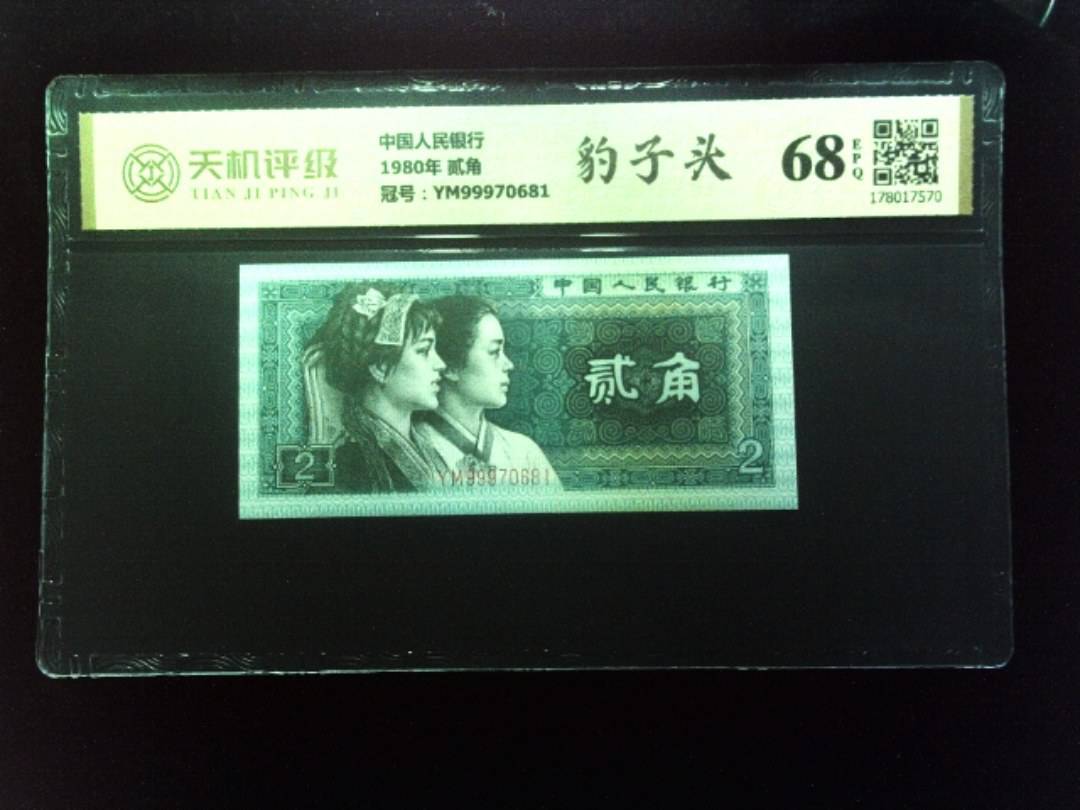 天机评级
TIAN JI PING JI
中国人民银行
1980年 贰角
冠号：YM99970681
豹子头
68
EPQ
178017570
中国人民银行
贰角
2
2
YM99970681